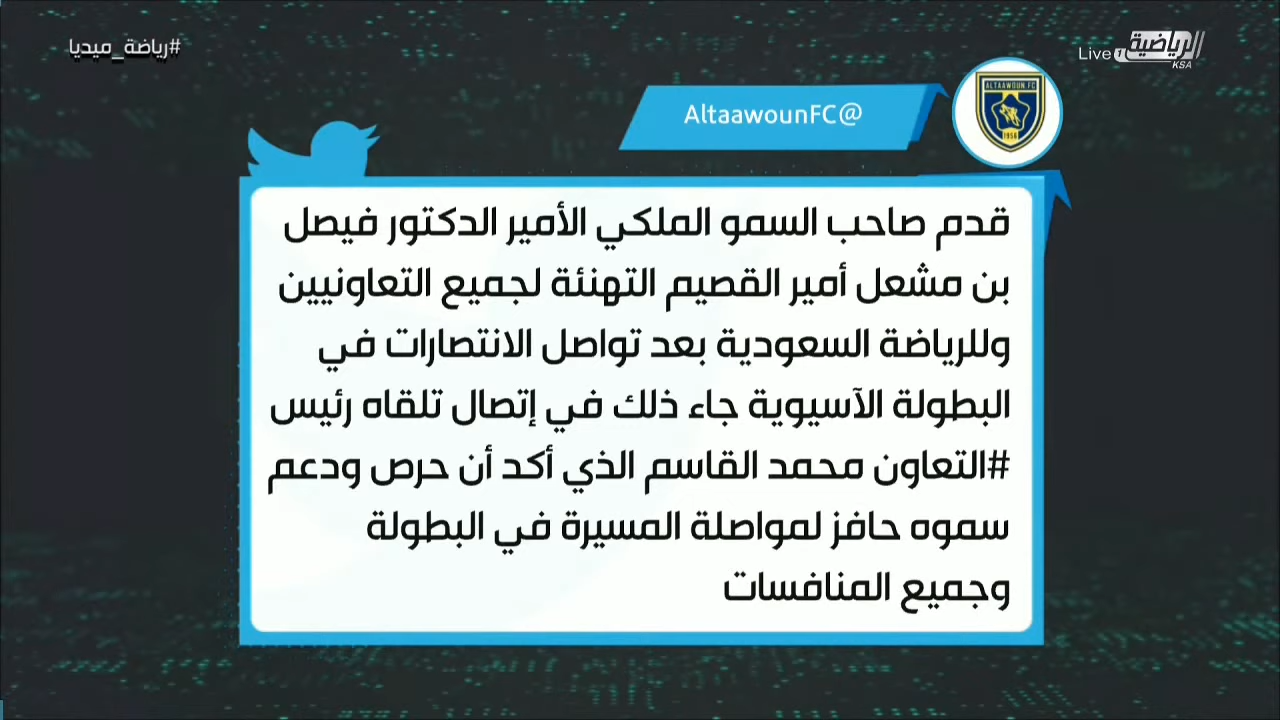 #رياضة_ميديا
الرياضية
Live 1
KSA
ALTAAWOUN FC
1956
@AltaawounFC
قدم صاحب السمو الملكي الأمير الدكتور فيصل
بن مشعل أمير القصيم التهنئة لجميع التعاونيين
وللرياضة السعودية بعد تواصل الانتصارات في
البطولة الآسيوية جاء ذلك في إتصال تلقاه رئيس
#التعاون محمد القاسم الذي أكد أن حرص ودعم
سموه حافز لمواصلة المسيرة في البطولة
وجميع المنافسات